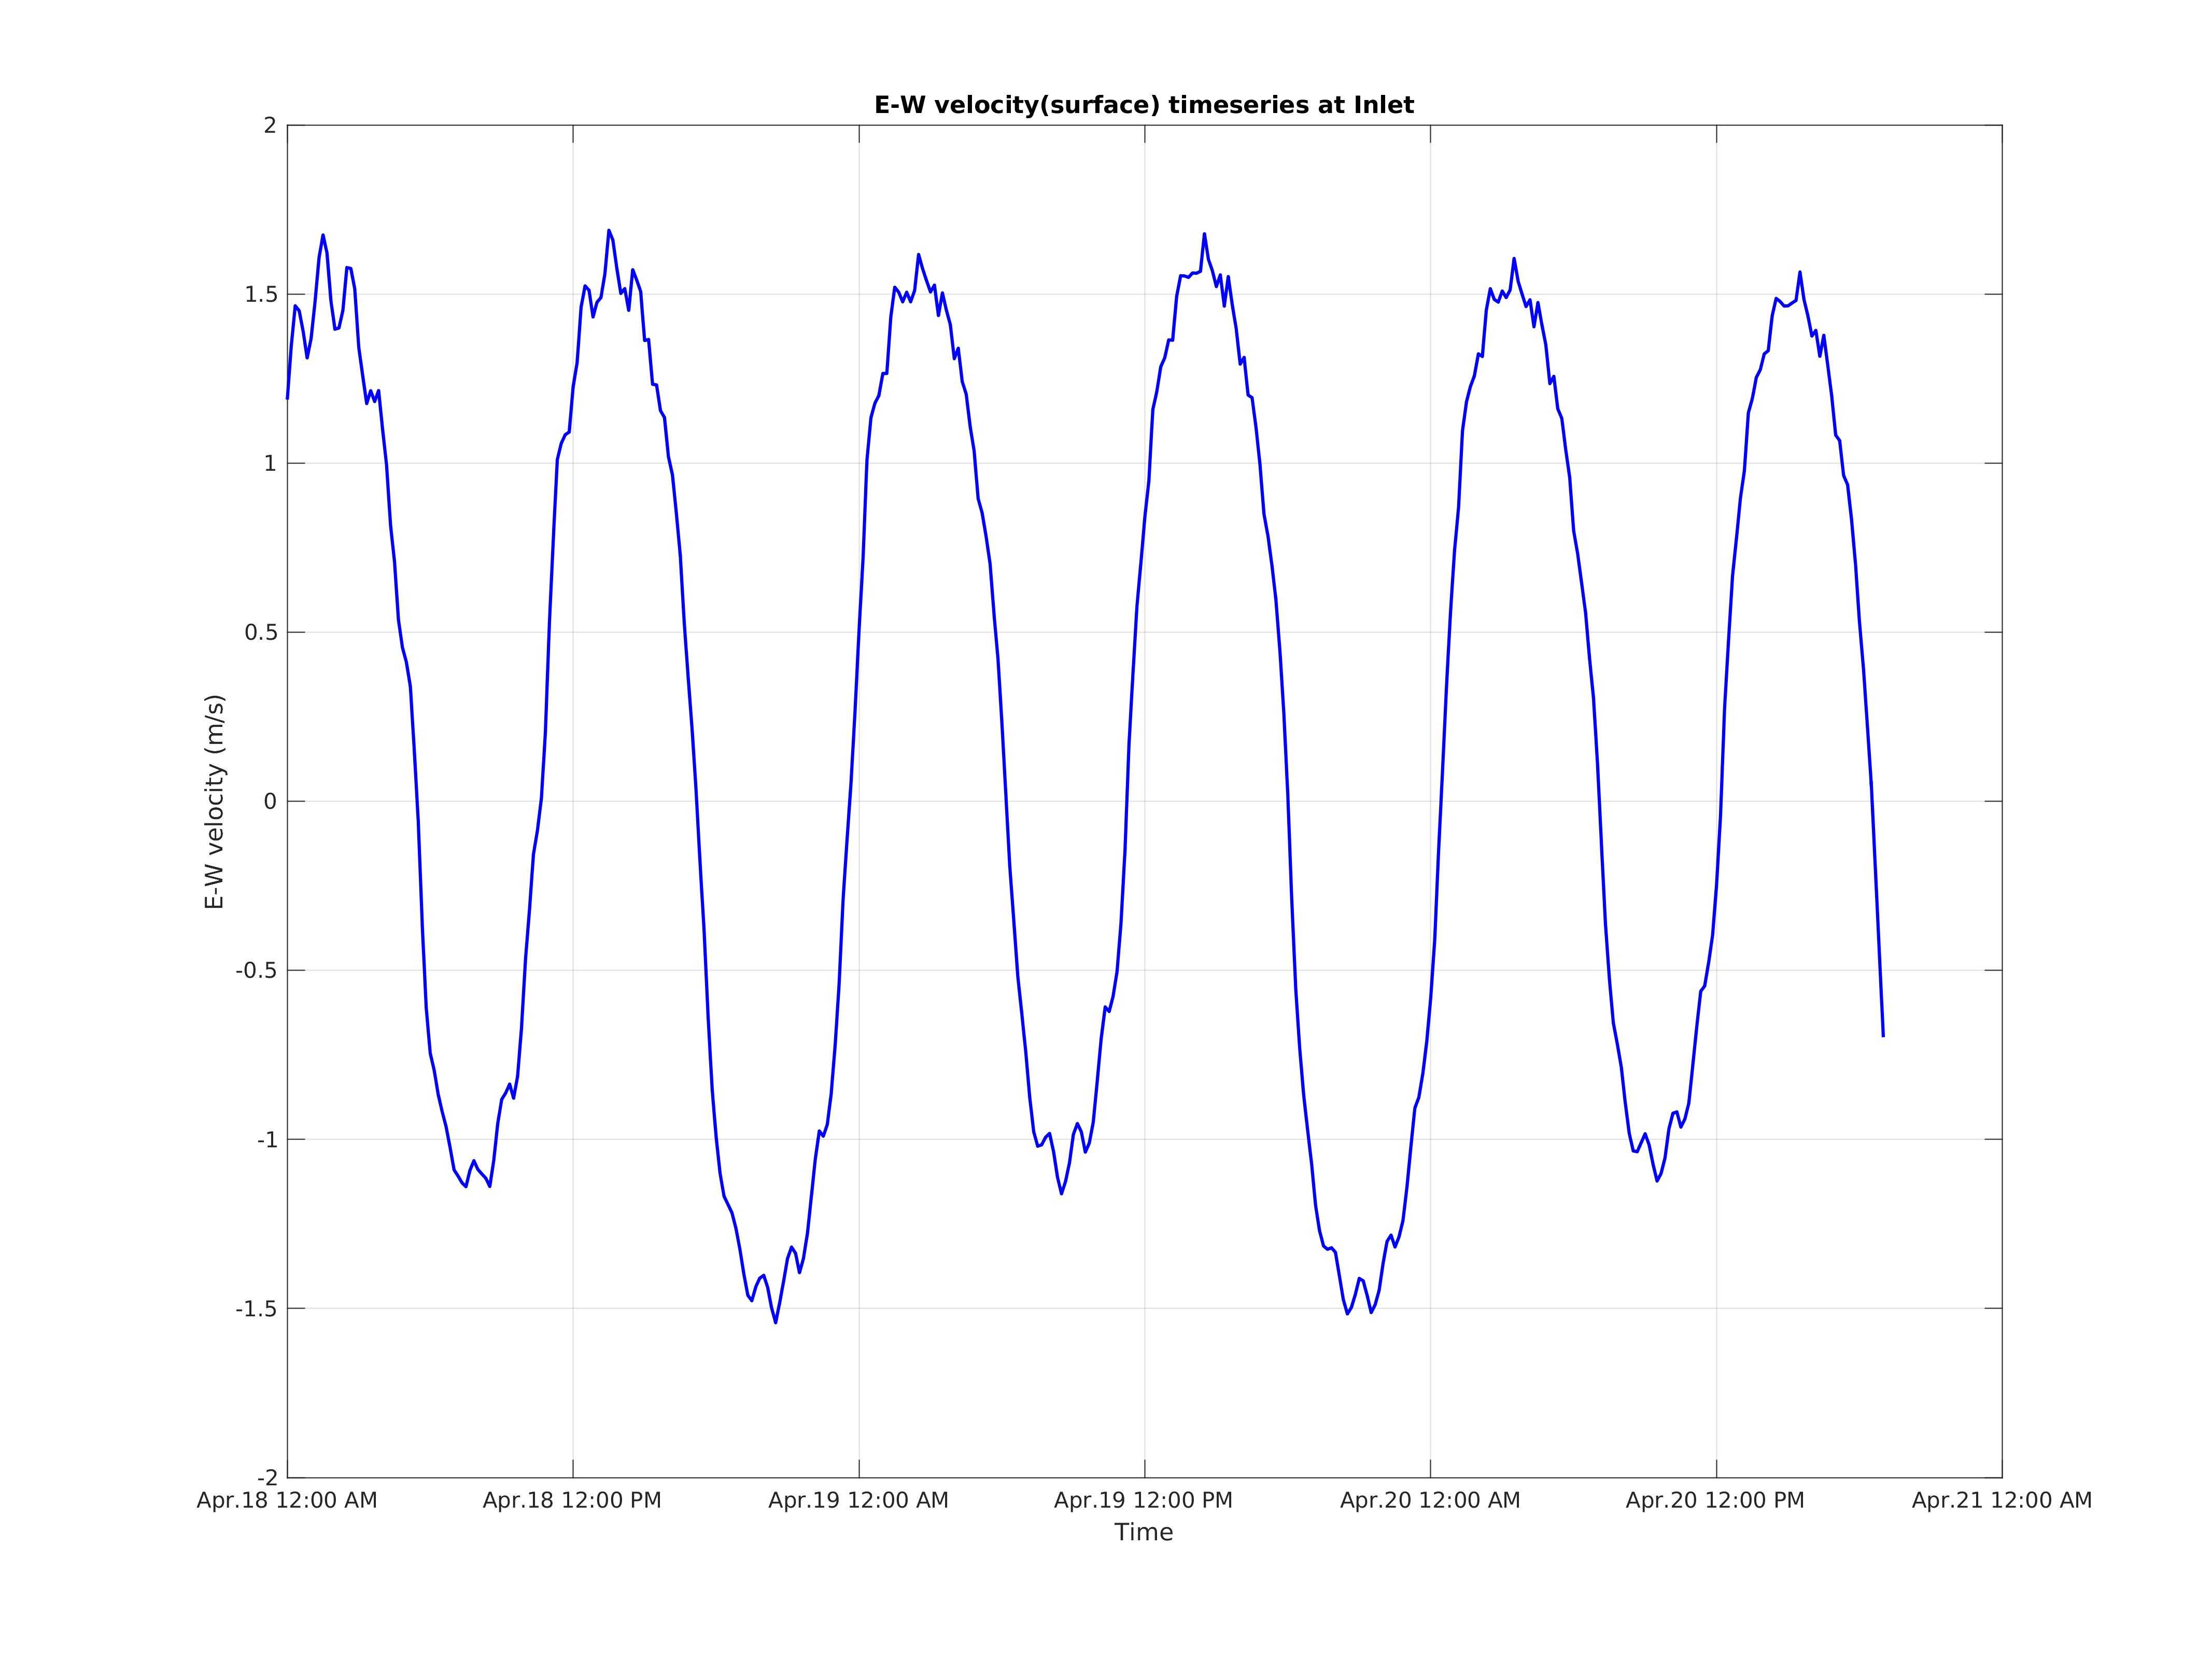 E-W velocity(surface) timeseries at Inlet
2
1.5
1
0.5
0
-0.5
-1
-1.5
-2
E-W velocity (m/s)
Apr.18 12:00 AM
Apr.18 12:00 PM
Apr.19 12:00 AM
Apr.19 12:00 PM
Apr.20 12:00 AM
Apr.20 12:00 PM
Apr.21 12:00 AM
Time